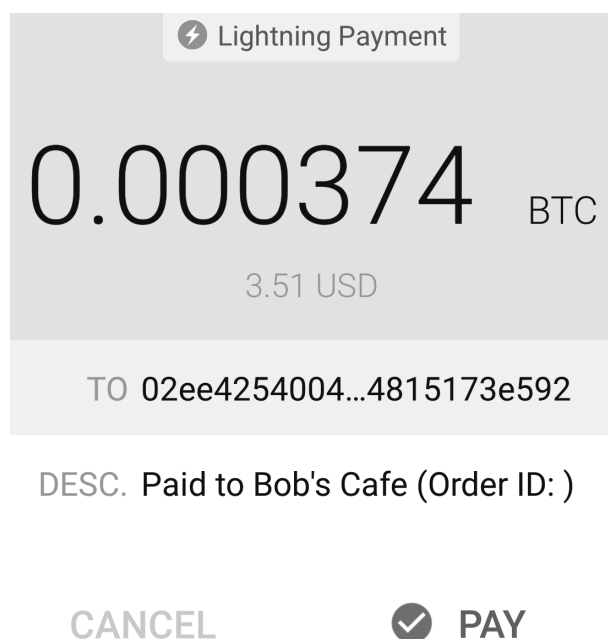 Lightning Payment
0.000374 BTC
3.51 USD
TO 02ee4254004...4815173e592
DESC. Paid to Bob's Cafe (Order ID: )
CANCEL PAY